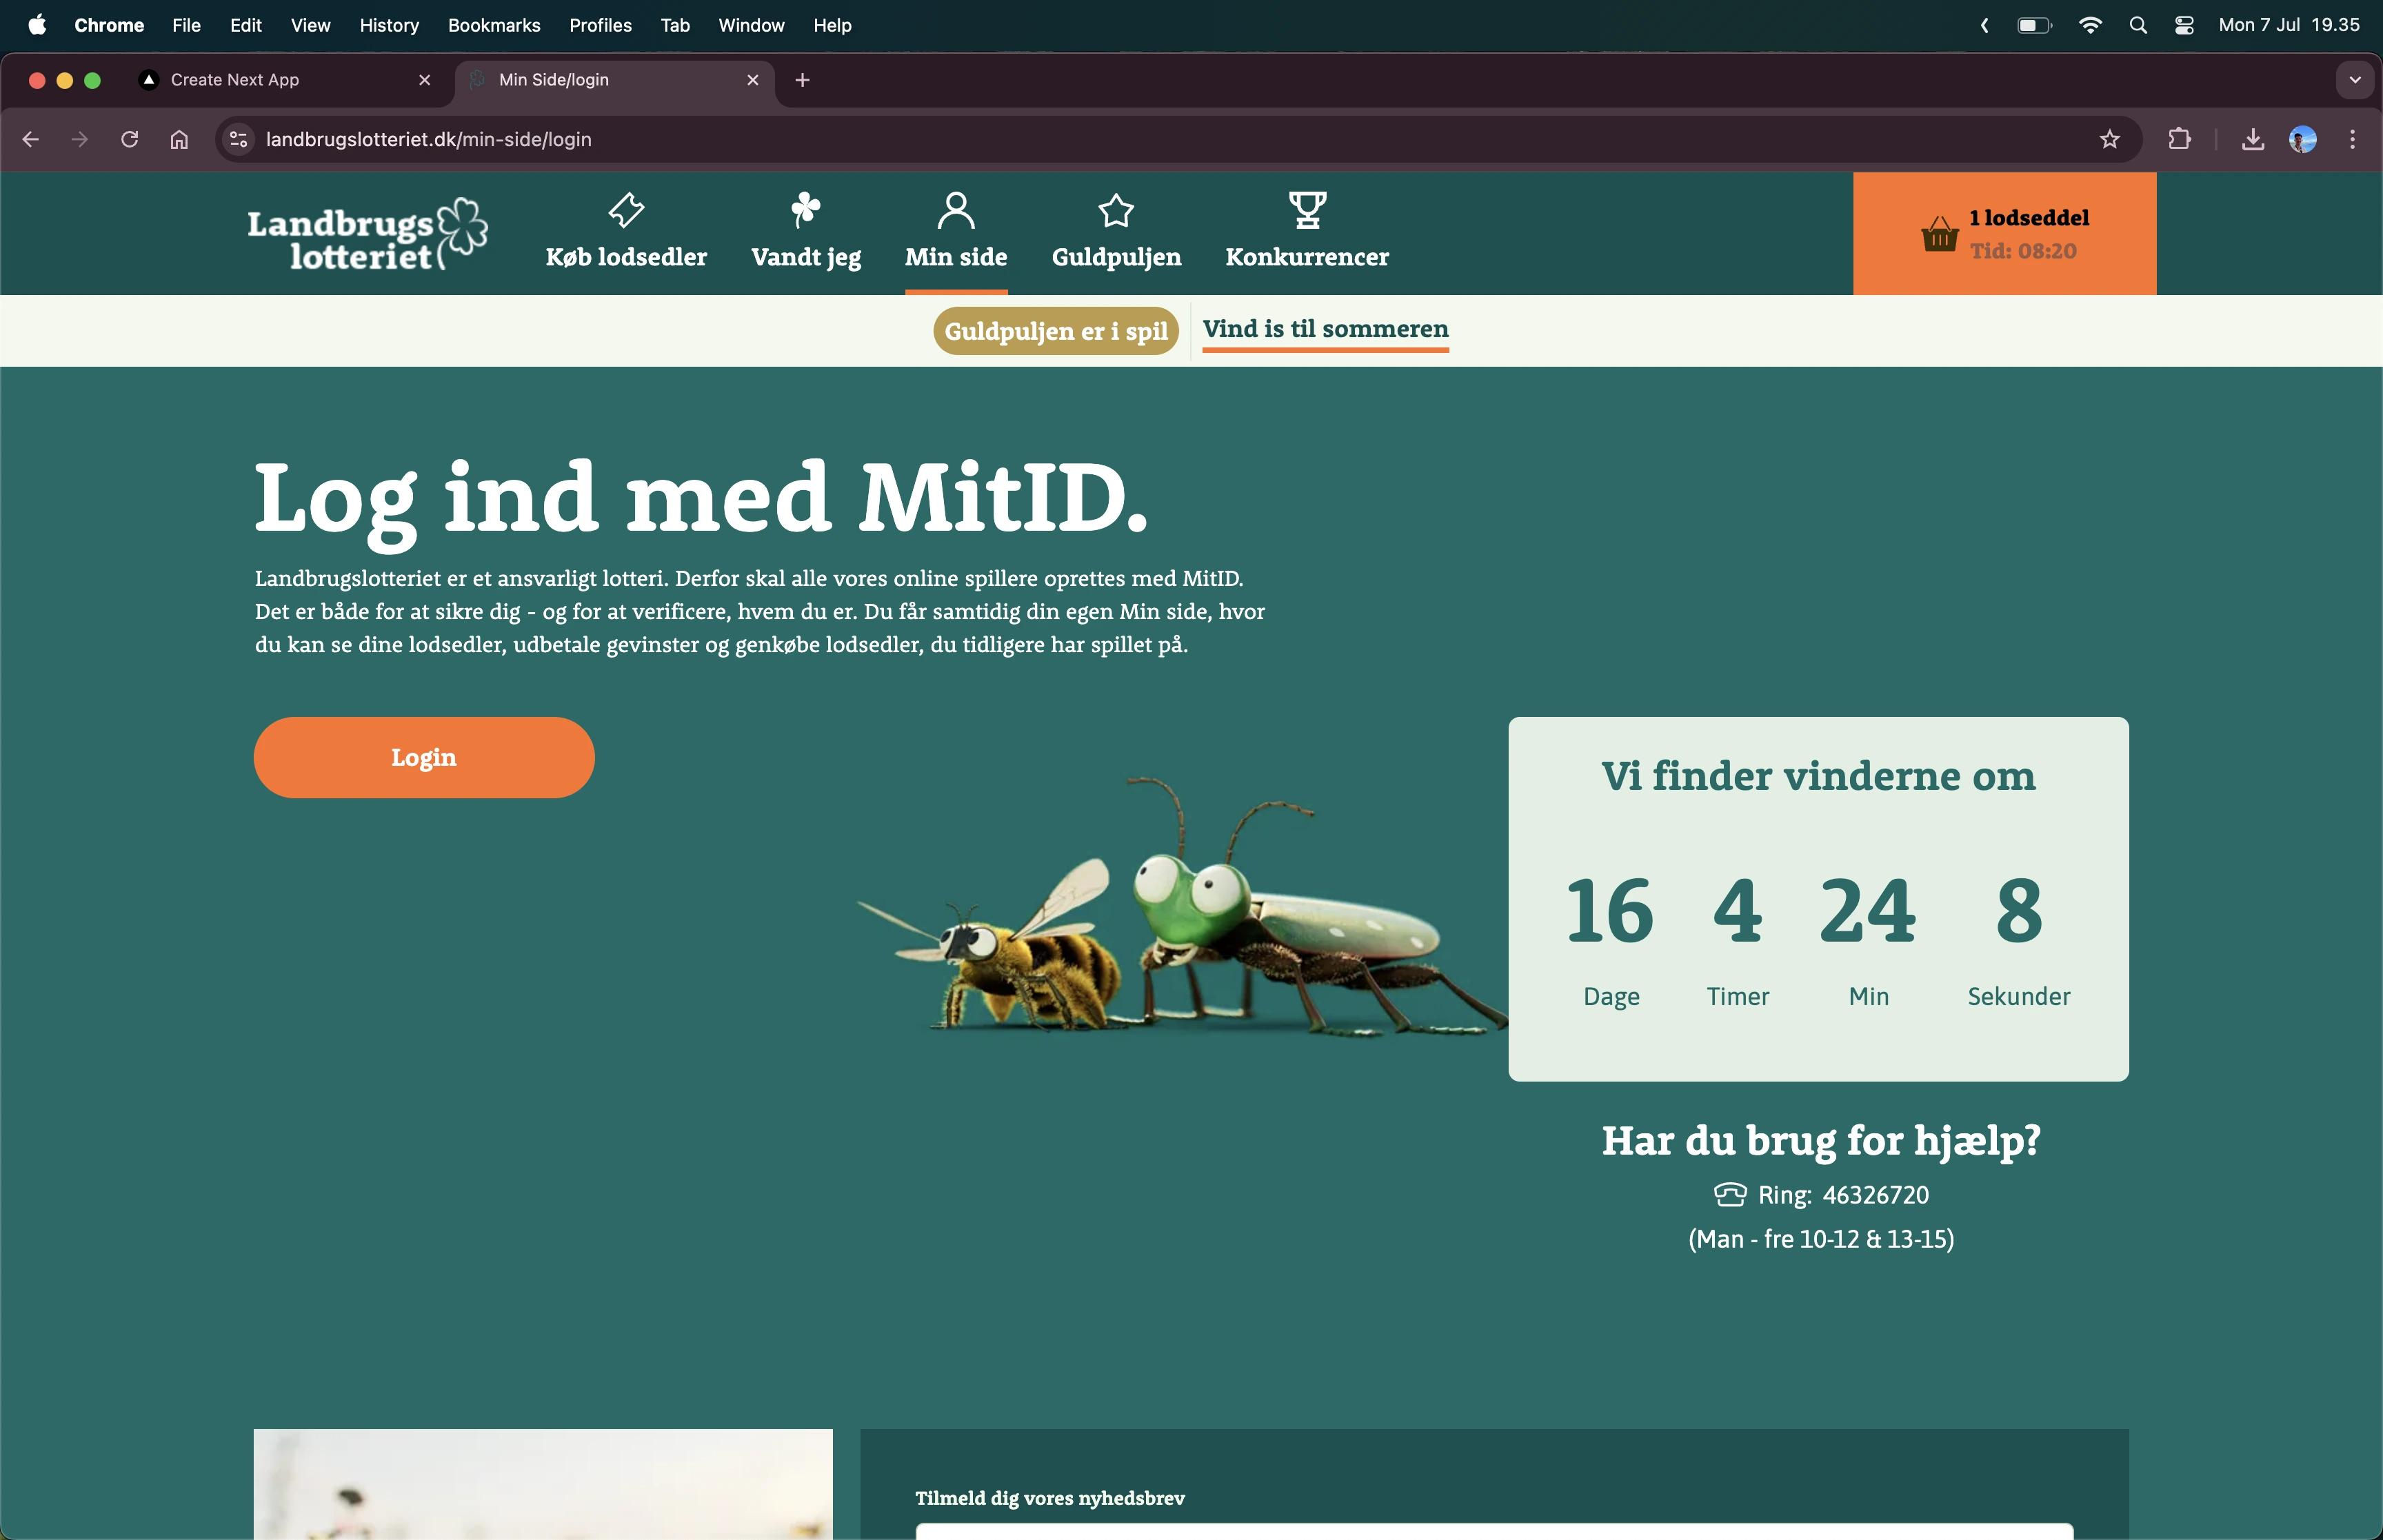 Chrome File Edit View History Bookmarks Profiles Tab Window Help Mon 7 Jul 19.35
Create Next App Min Side/login
landbrugslotteriet.dk/min-side/login
Landbrugs
lotteriet
Køb lodsedler Vandt jeg Min side Guldpuljen Konkurrencer
1 lodseddel
Tid: 08:20
Guldpuljen er i spil Vind is til sommeren
Log ind med MitID.
Landbrugslotteriet er et ansvarligt lotteri. Derfor skal alle vores online spillere oprettes med MitID.
Det er både for at sikre dig - og for at verificere, hvem du er. Du får samtidig din egen Min side, hvor
du kan se dine lodsedler, udbetale gevinster og genkøbe lodsedler, du tidligere har spillet på.
Login
Vi finder vinderne om
16 4 24 8
Dage Timer Min Sekunder
Har du brug for hjælp?
Ring: 46326720
(Man - fre 10-12 & 13-15)
Tilmeld dig vores nyhedsbrev